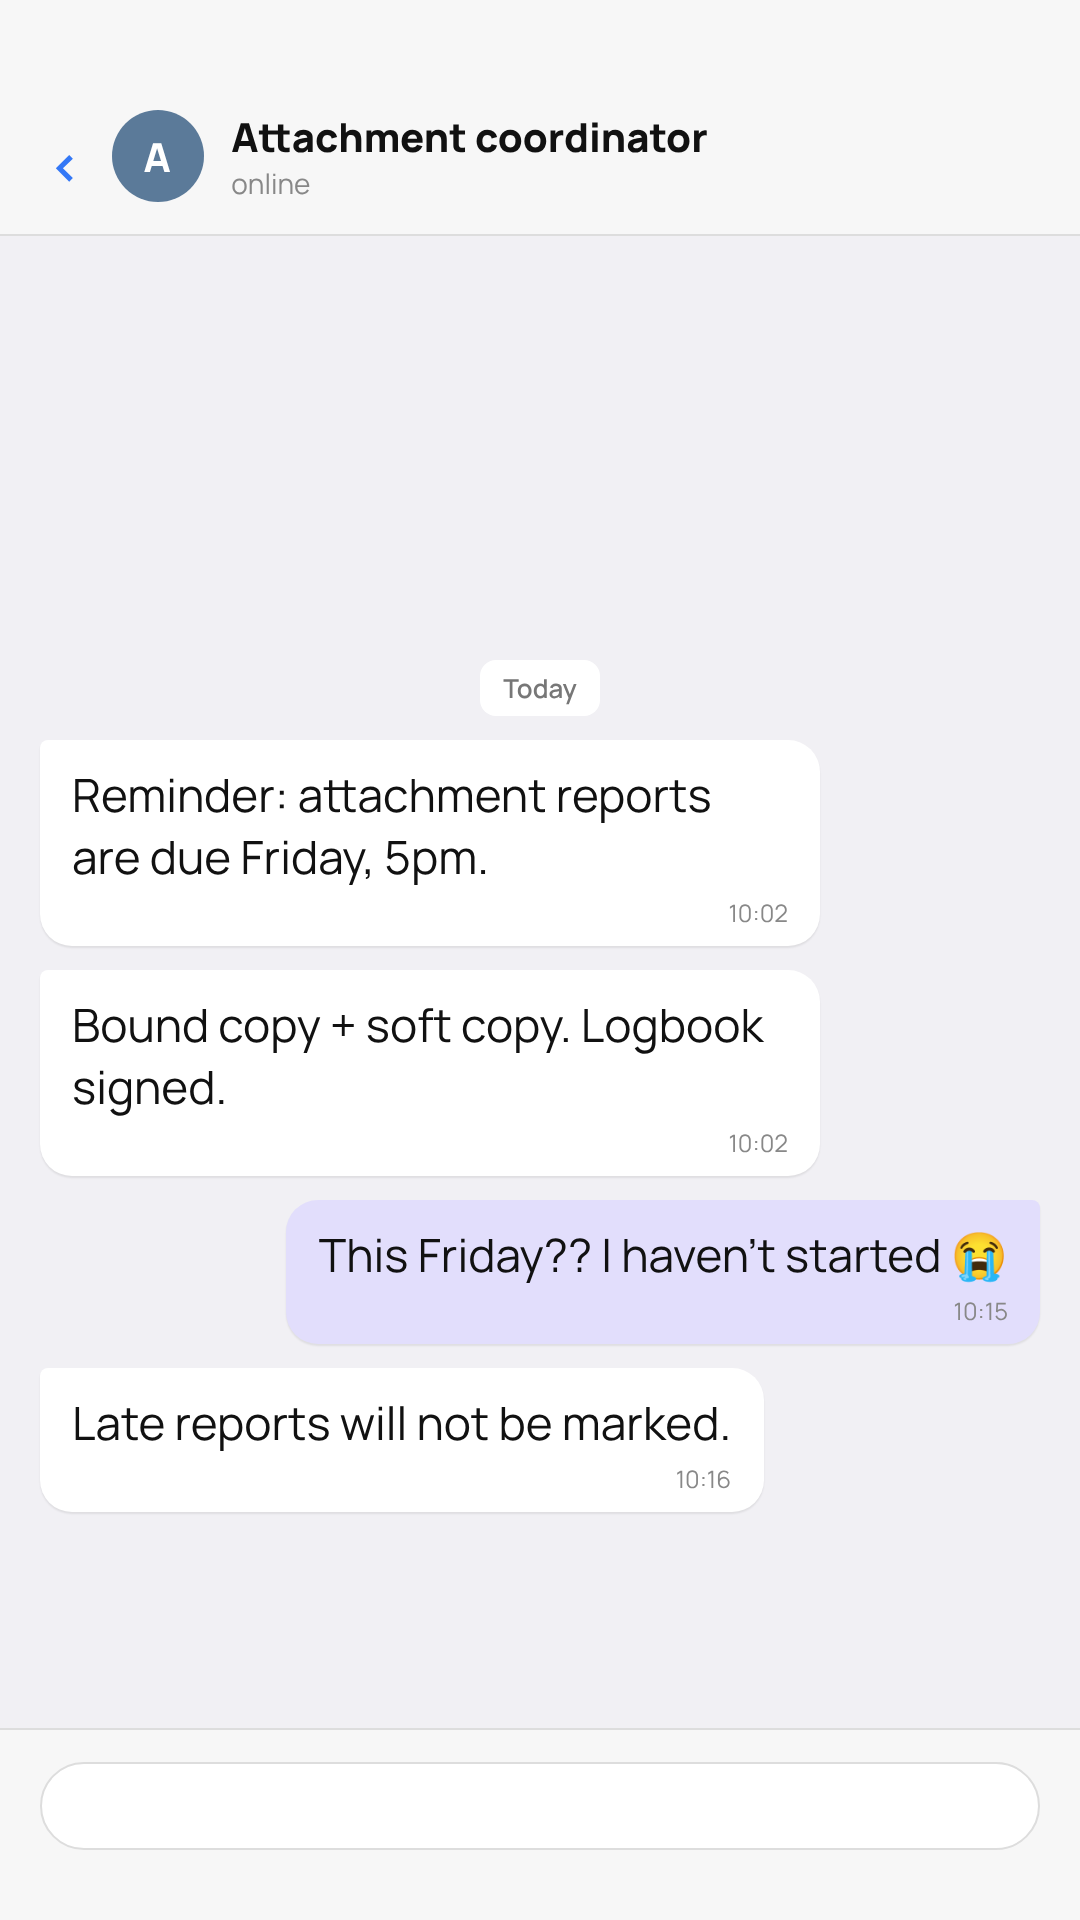 A
Attachment coordinator
online
Today
Reminder: attachment reports
are due Friday, 5pm.
10:02
Bound copy + soft copy. Logbook
signed.
10:02
This Friday?? I haven’t started 😭
10:15
Late reports will not be marked.
10:16